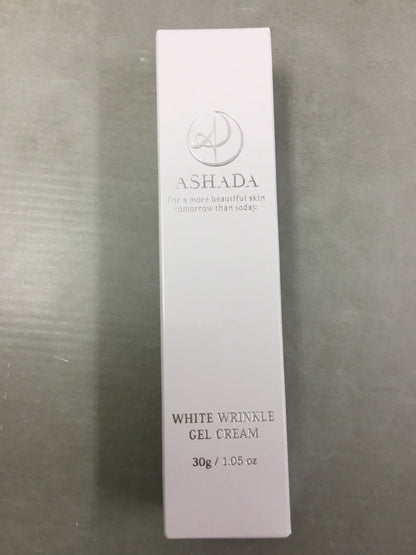 ASHADA
For a more beautiful skin
tomorrow than today.
WHITE WRINKLE
GEL CREAM
30g / 1.05 oz